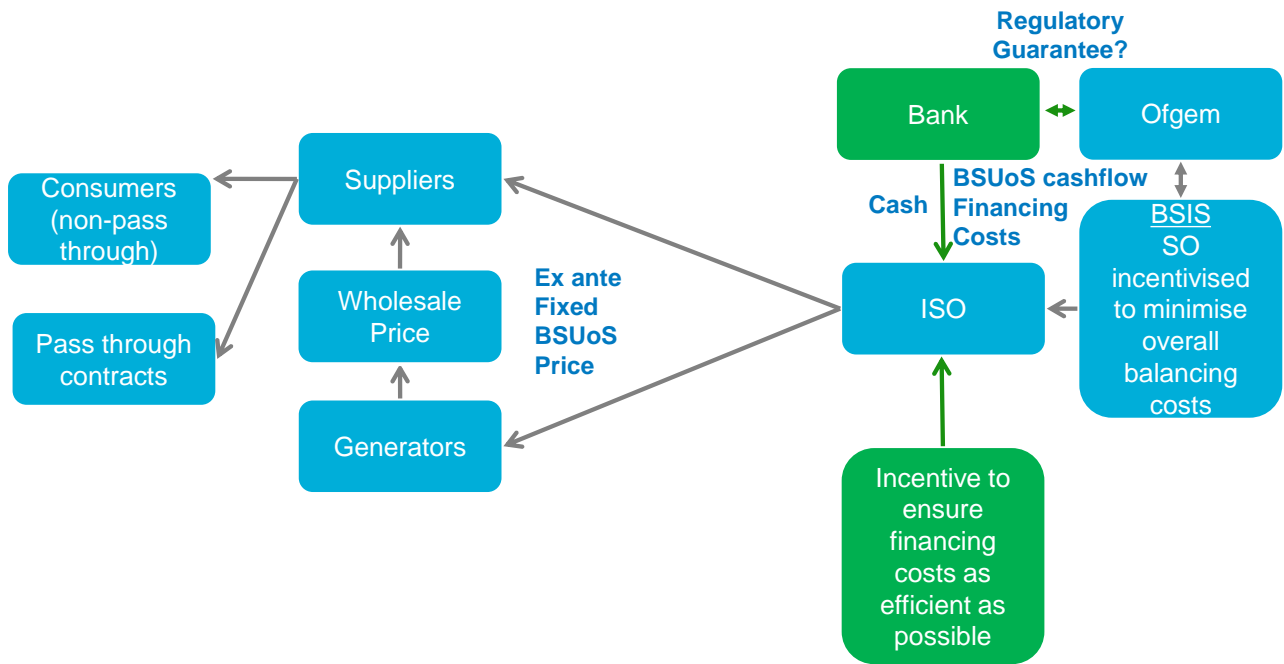 Regulatory
Guarantee?
Bank
Ofgem
Suppliers
Consumers
(non-pass
through)
Cash
BSUoS cashflow
Financing
Costs
BSIS
SO
incentivised
to minimise
overall
balancing
costs
Ex ante
Fixed
BSUoS
Price
Wholesale
Price
ISO
Pass through
contracts
Generators
Incentive to
ensure
financing
costs as
efficient as
possible